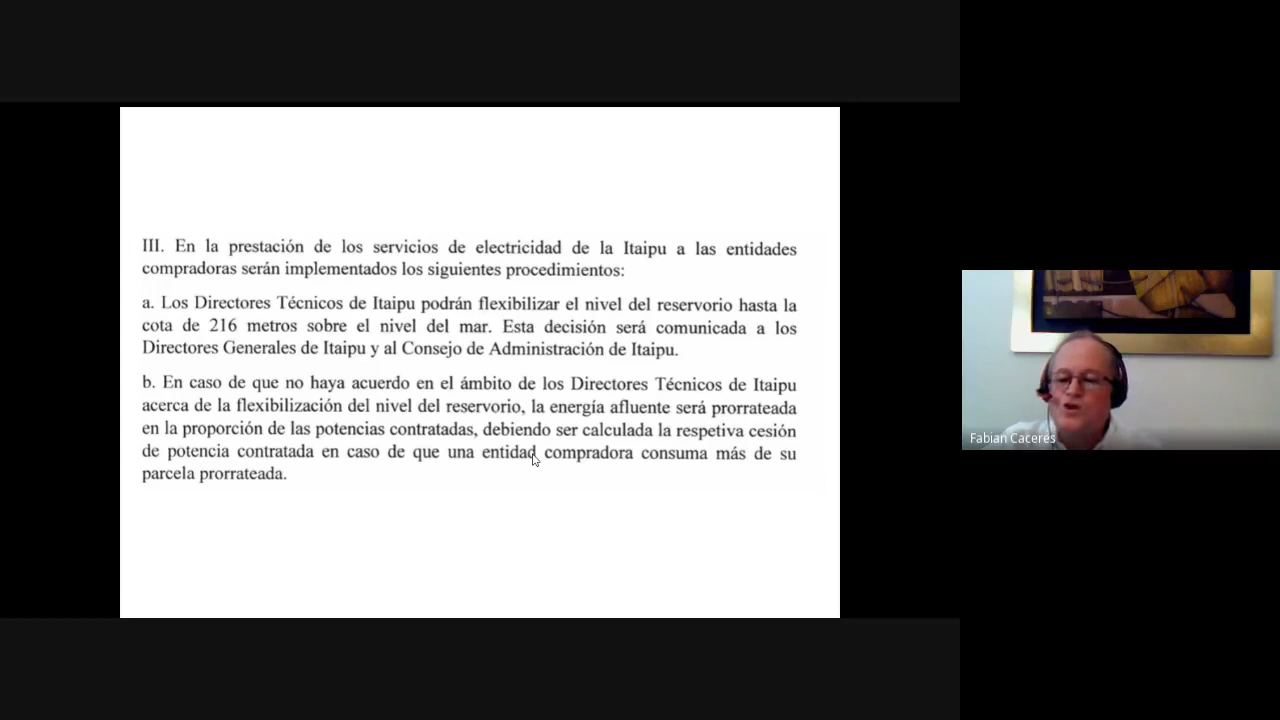 III. En la prestación de los servicios de electricidad de la Itaipu a las entidades
compradoras serán implementados los siguientes procedimientos:
a. Los Directores Técnicos de Itaipu podrán flexibilizar el nivel del reservorio hasta la
cota de 216 metros sobre el nivel del mar. Esta decisión será comunicada a los
Directores Generales de Itaipu y al Consejo de Administración de Itaipu.
b. En caso de que no haya acuerdo en el ámbito de los Directores Técnicos de Itaipu
acerca de la flexibilización del nivel del reservorio, la energía afluente será prorrateada
en la proporción de las potencias contratadas, debiendo ser calculada la respetiva cesión
de potencia contratada en caso de que una entidad compradora consuma más de su
parcela prorrateada.
Fabian Caceres